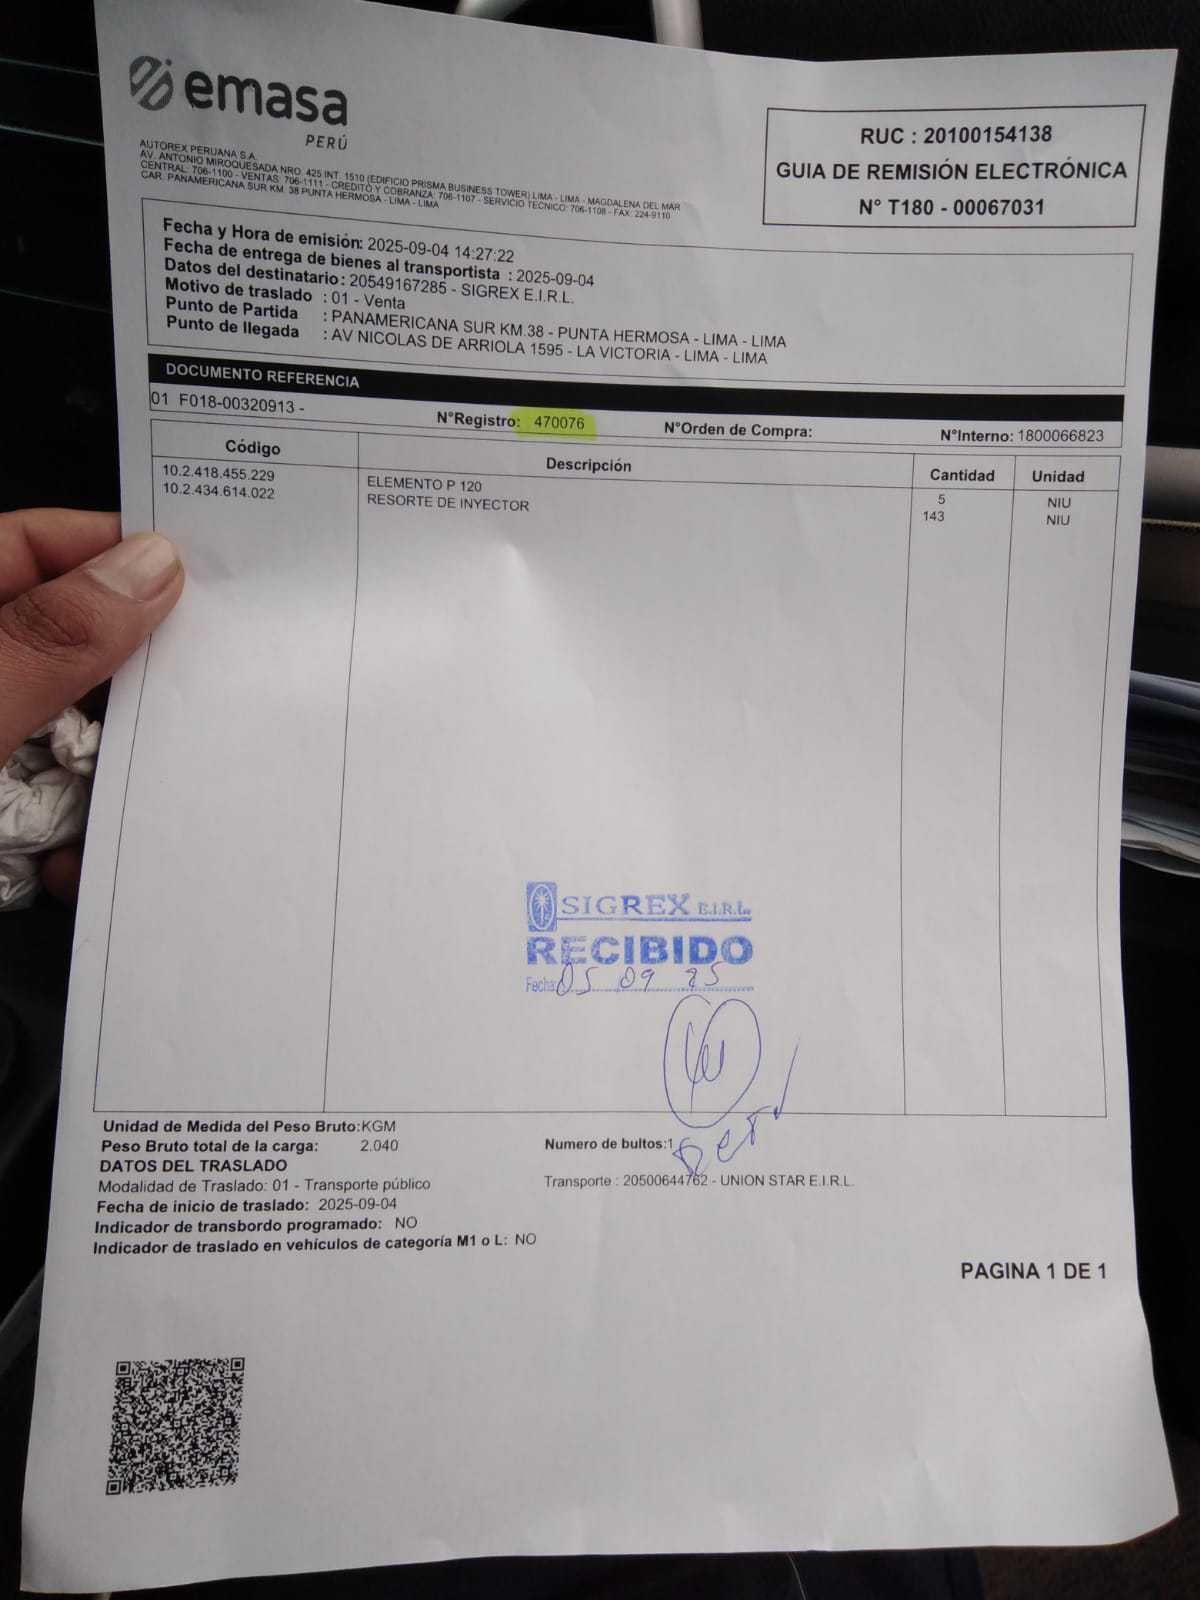 emasa
PERÚ
AUTOREX PERUANA S.A.
AV. ANTONIO MIROQUESADA NRO. 425 INT. 1510 (EDIFICIO PRISMA BUSINESS TOWER) LIMA - LIMA - MAGDALENA DEL MAR
CENTRAL: 706-1100 - VENTAS: 706-1111 - CREDITO Y COBRANZA: 706-1107 - SERVICIO TECNICO: 706-1108 - FAX: 224-9110
CAR. PANAMERICANA SUR KM. 38 PUNTA HERMOSA - LIMA - LIMA
RUC : 20100154138
GUIA DE REMISIÓN ELECTRÓNICA
N° T180 - 00067031
Fecha y Hora de emisión: 2025-09-04 14:27:22
Fecha de entrega de bienes al transportista : 2025-09-04
Datos del destinatario : 20549167285 - SIGREX E.I.R.L.
Motivo de traslado : 01 - Venta
Punto de Partida : PANAMERICANA SUR KM.38 - PUNTA HERMOSA - LIMA - LIMA
Punto de llegada : AV NICOLAS DE ARRIOLA 1595 - LA VICTORIA - LIMA - LIMA
DOCUMENTO REFERENCIA
01 F018-00320913 - N°Registro: 470076 N°Orden de Compra: N°Interno: 1800066823
Código Descripción Cantidad Unidad
10.2.418.455.229 ELEMENTO P 120 5 NIU
10.2.434.614.022 RESORTE DE INYECTOR 143 NIU
SIGREX E.I.R.L.
RECIBIDO
Fecha: 05 09 25
Unidad de Medida del Peso Bruto: KGM
Peso Bruto total de la carga: 2.040 Numero de bultos:1
DATOS DEL TRASLADO
Modalidad de Traslado: 01 - Transporte público Transporte : 20500644762 - UNION STAR E.I.R.L.
Fecha de inicio de traslado: 2025-09-04
Indicador de transbordo programado: NO
Indicador de traslado en vehículos de categoría M1 o L: NO
PAGINA 1 DE 1